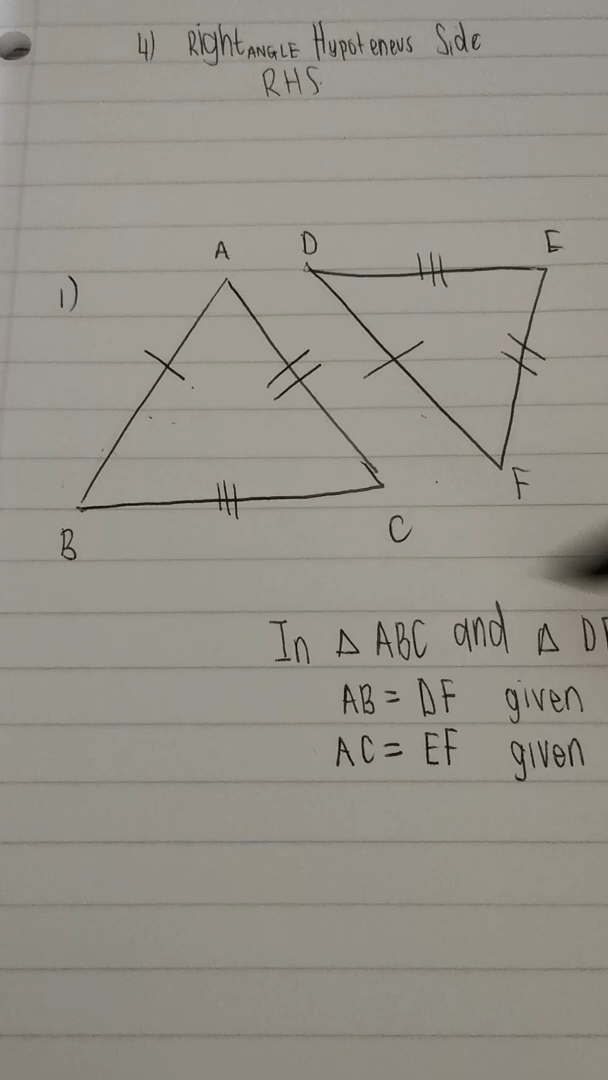 4) Right ANGLE Hypoteneus Side
RHS.
A
D
E
1)
F
B
C
In Δ ABC and Δ
AB = DF given
AC = EF given